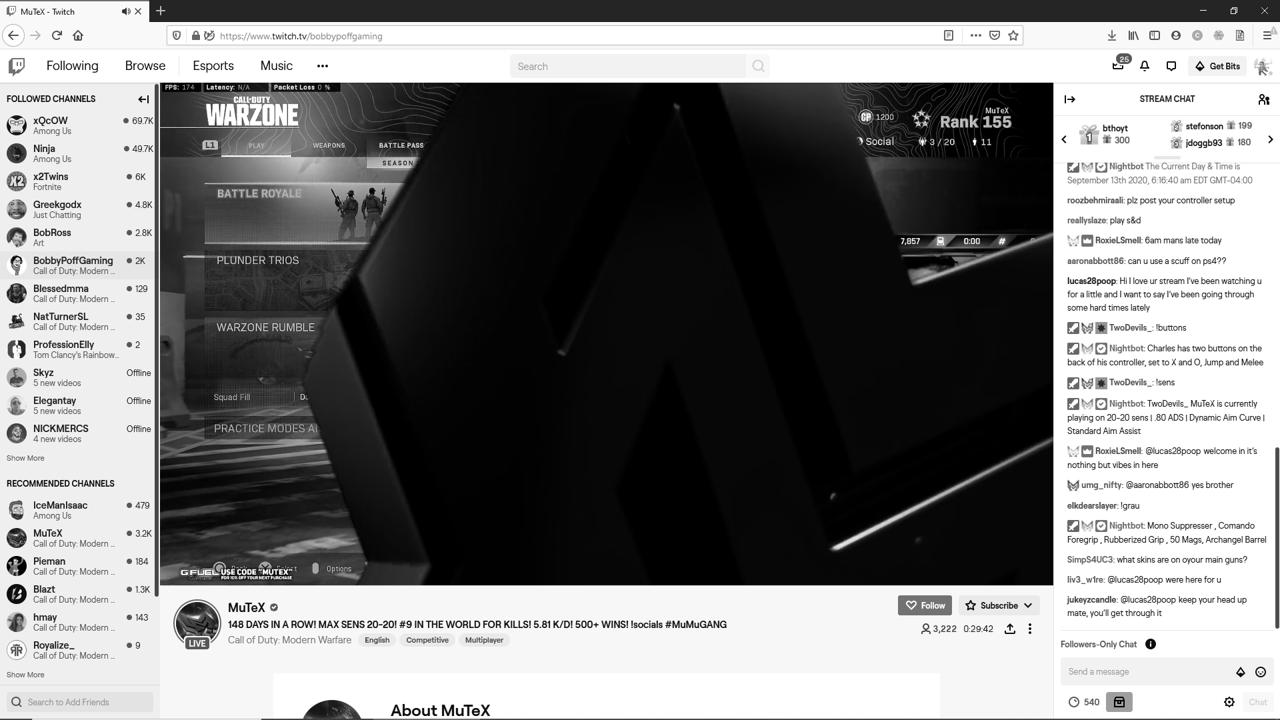 MuTeX - Twitch
https://www.twitch.tv/bobbypoffgaming
Following
Browse
Esports
Music
Search
25
Get Bits
FOLLOWED CHANNELS
xQcOW
69.7K
Among Us
Ninja
49.7K
Among Us
x2Twins
6K
Fortnite
Greekgodx
4.8K
Just Chatting
BobRoss
2.8K
Art
BobbyPoffGaming
2K
Call of Duty: Modern ...
Blessedmma
129
Call of Duty: Modern ...
NatTurnerSL
35
Call of Duty: Modern ...
ProfessionElly
2
Tom Clancy's Rainbow...
Skyz
Offline
5 new videos
Elegantay
Offline
5 new videos
NICKMERCS
Offline
4 new videos
Show More
RECOMMENDED CHANNELS
IceManIsaac
479
Among Us
MuTeX
3.2K
Call of Duty: Modern ...
Pieman
184
Call of Duty: Modern ...
Blazt
1.3K
Call of Duty: Modern ...
hmay
143
Call of Duty: Modern ...
Royalize_
9
Call of Duty: Modern ...
Show More
Search to Add Friends
FPS: 174 Latency: N/A Packet Loss 0 %
CALL·DUTY
WARZONE
L1 PLAY WEAPONS BATTLE PASS
SEASON
BATTLE ROYALE
PLUNDER TRIOS
WARZONE RUMBLE
Squad Fill
PRACTICE MODES
Options
G FUEL USE CODE "MUTEX"
FOR 10% OFF YOUR NEXT PURCHASE
CP 1200
MuTeX
Rank 155
Social
3 / 20
11
7,857
0:00
#
LIVE
MuTeX
148 DAYS IN A ROW! MAX SENS 20-20! #9 IN THE WORLD FOR KILLS! 5.81 K/D! 500+ WINS! !socials #MuMuGANG
Call of Duty: Modern Warfare English Competitive Multiplayer
Follow
Subscribe
3,222
0:29:42
About MuTeX
STREAM CHAT
bthoyt
300
stefonson 199
jdoggb93 180
Nightbot The Current Day & Time is
September 13th 2020, 6:16:40 am EDT GMT-04:00
roozbehmiraali: plz post your controller setup
reallyslaze: play s&d
RoxieLSmell: 6am mans late today
aaronabbott86: can u use a scuff on ps4??
lucas28poop: Hi I love ur stream I've been watching u
for a little and I want to say I've been going through
some hard times lately
TwoDevils_: !buttons
Nightbot: Charles has two buttons on the
back of his controller, set to X and O, Jump and Melee
TwoDevils_: !sens
Nightbot: TwoDevils_ MuTeX is currently
playing on 20-20 sens | .80 ADS | Dynamic Aim Curve |
Standard Aim Assist
RoxieLSmell: @lucas28poop welcome in it's
nothing but vibes in here
umg_nifty: @aaronabbott86 yes brother
elkdearslayer: !grau
Nightbot: Mono Suppresser , Comando
Foregrip , Rubberized Grip , 50 Mags, Archangel Barrel
SimpS4UC3: what skins are on oyour main guns?
liv3_w1re: @lucas28poop were here for u
jukeyzcandle: @lucas28poop keep your head up
mate, you'll get through it
Followers-Only Chat
Send a message
540
Chat